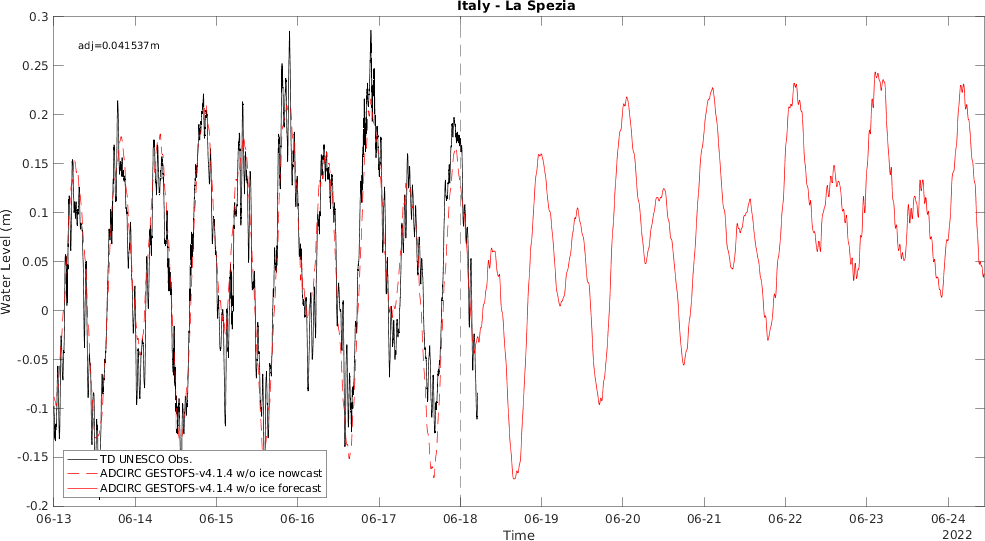 Italy - La Spezia
adj=0.041537m
Water Level (m)
0.3
0.25
0.2
0.15
0.1
0.05
0
-0.05
-0.1
-0.15
-0.2
TD UNESCO Obs.
ADCIRC GESTOFS-v4.1.4 w/o ice nowcast
ADCIRC GESTOFS-v4.1.4 w/o ice forecast
06-13 06-14 06-15 06-16 06-17 06-18 06-19 06-20 06-21 06-22 06-23 06-24
Time
2022